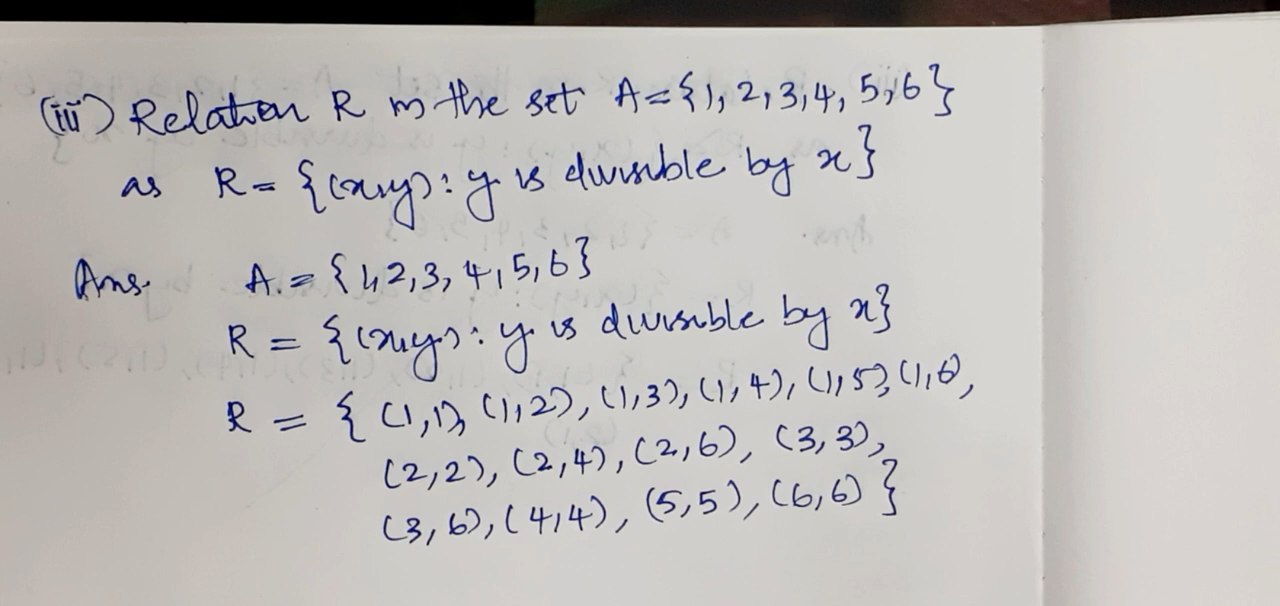 (iii) Relation R in the set A={1,2,3,4,5,6}
as R={(x,y): y is divisible by x}
Ans. A.={1,2,3,4,5,6}
R={(x,y): y is divisible by x}
R={(1,1),(1,2),(1,3),(1,4),(1,5),(1,6),
(2,2),(2,4),(2,6),(3,3),
(3,6),(4,4),(5,5),(6,6)}